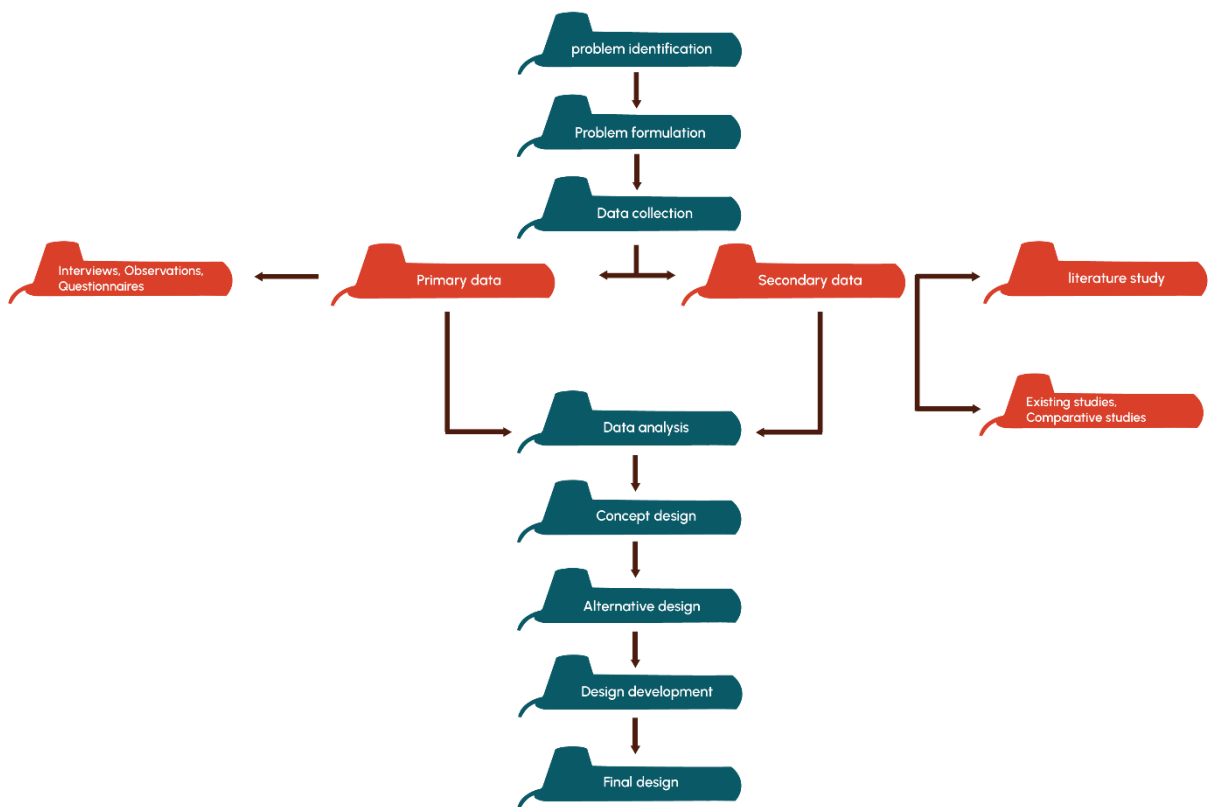 problem identification
Problem formulation
Data collection
Interviews, Observations,
Questionnaires
Primary data
Secondary data
literature study
Existing studies,
Comparative studies
Data analysis
Concept design
Alternative design
Design development
Final design